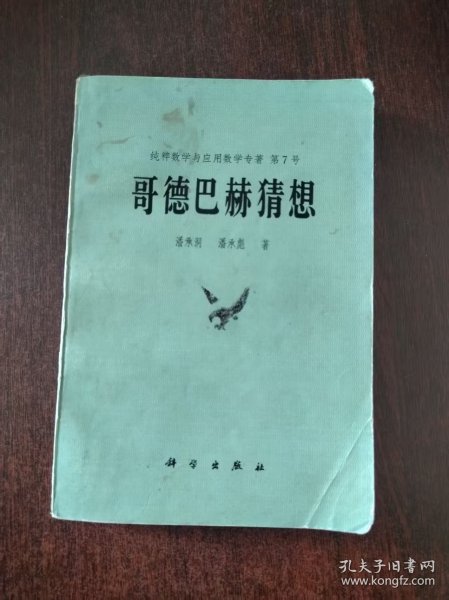 纯粹数学与应用数学专著 第7号
哥德巴赫猜想
潘承洞 潘承彪 著
科学出版社
孔夫子旧书网
www.kongfz.com